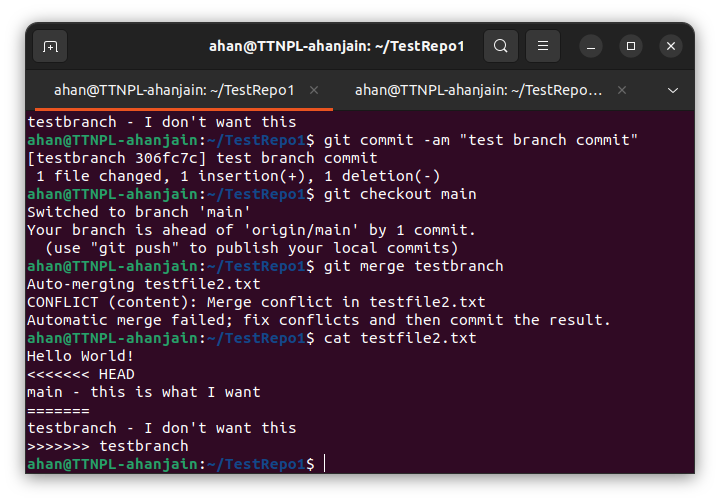 ahan@TTNPL-ahanjain: ~/TestRepo1
ahan@TTNPL-ahanjain: ~/TestRepo1
ahan@TTNPL-ahanjain: ~/TestRepo...
testbranch - I don't want this
ahan@TTNPL-ahanjain:~/TestRepo1$ git commit -am "test branch commit"
[testbranch 306fc7c] test branch commit
 1 file changed, 1 insertion(+), 1 deletion(-)
ahan@TTNPL-ahanjain:~/TestRepo1$ git checkout main
Switched to branch 'main'
Your branch is ahead of 'origin/main' by 1 commit.
  (use "git push" to publish your local commits)
ahan@TTNPL-ahanjain:~/TestRepo1$ git merge testbranch
Auto-merging testfile2.txt
CONFLICT (content): Merge conflict in testfile2.txt
Automatic merge failed; fix conflicts and then commit the result.
ahan@TTNPL-ahanjain:~/TestRepo1$ cat testfile2.txt
Hello World!
<<<<<<< HEAD
main - this is what I want
=======
testbranch - I don't want this
>>>>>>> testbranch
ahan@TTNPL-ahanjain:~/TestRepo1$